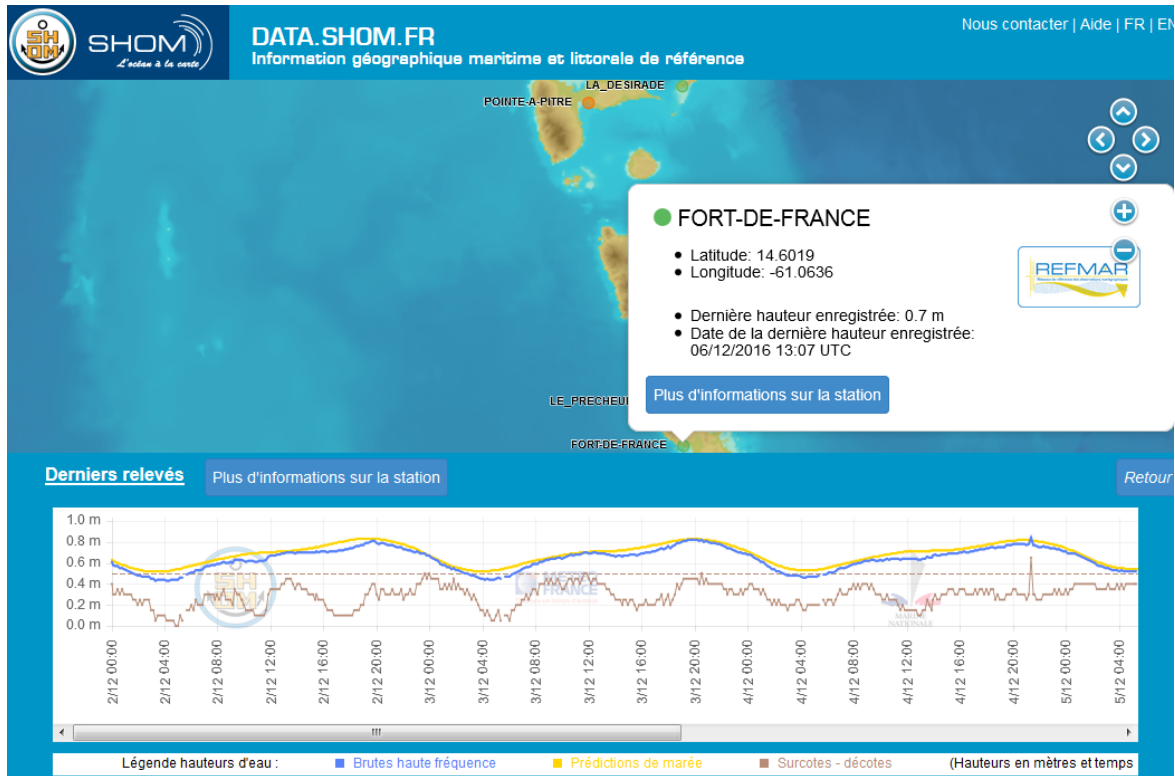 SHOM
SHOM
L'océan à la carte
DATA.SHOM.FR
Information géographique maritime et littorale de référence
Nous contacter | Aide | FR | EN
LA_DESIRADE
POINTE-A-PITRE
FORT-DE-FRANCE
Latitude: 14.6019
Longitude: -61.0636
REFMAR
Dernière hauteur enregistrée: 0.7 m
Date de la dernière hauteur enregistrée:
06/12/2016 13:07 UTC
Plus d'informations sur la station
LE_PRECHEU
FORT-DE-FRANCE
Derniers relevés
Plus d'informations sur la station
Retour
1.0 m
0.8 m
0.6 m
0.4 m
0.2 m
0.0 m
SHOM
FRANCE
MARINE
NATIONALE
2/12 00:00
2/12 04:00
2/12 08:00
2/12 12:00
2/12 16:00
2/12 20:00
3/12 00:00
3/12 04:00
3/12 08:00
3/12 12:00
3/12 16:00
3/12 20:00
4/12 00:00
4/12 04:00
4/12 08:00
4/12 12:00
4/12 16:00
4/12 20:00
5/12 00:00
5/12 04:00
Légende hauteurs d'eau :
Brutes haute fréquence
Prédictions de marée
Surcotes - décotes
(Hauteurs en mètres et temps